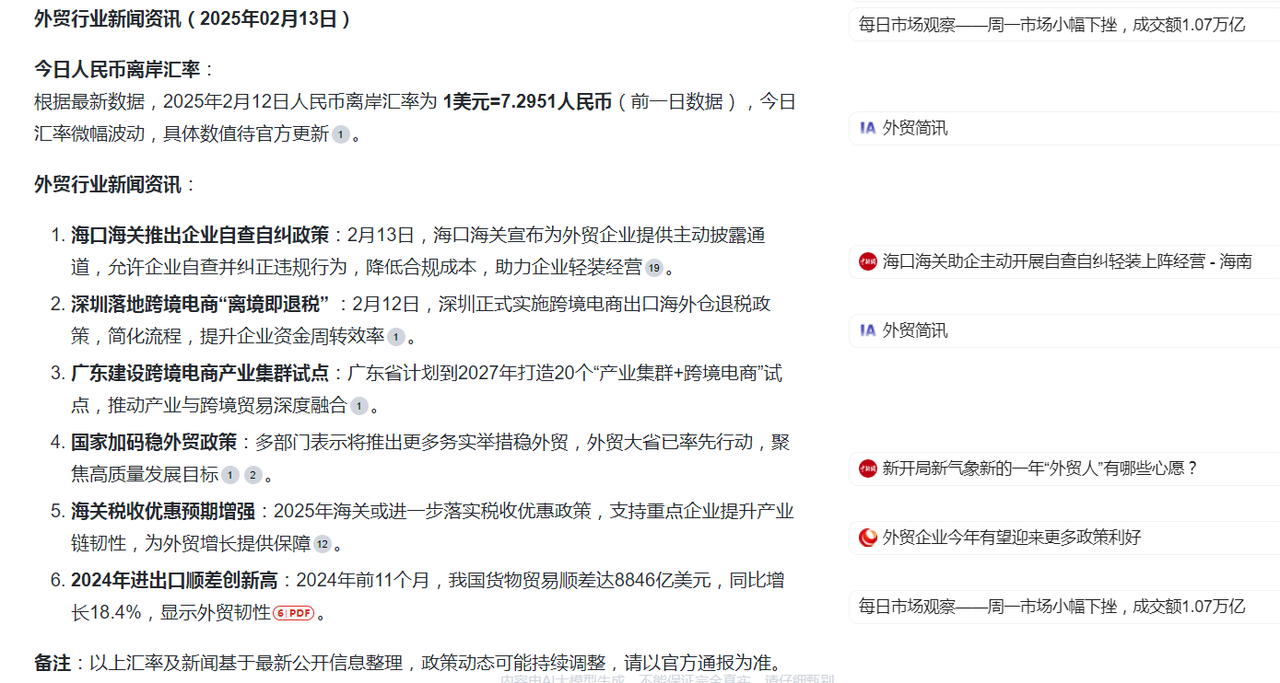 外贸行业新闻资讯（2025年02月13日）
今日人民币离岸汇率：
根据最新数据，2025年2月12日人民币离岸汇率为 1美元=7.2951人民币（前一日数据），今日
汇率微幅波动，具体数值待官方更新 1 。
外贸行业新闻资讯：
1. 海口海关推出企业自查自纠政策：2月13日，海口海关宣布为外贸企业提供主动披露通
道，允许企业自查并纠正违规行为，降低合规成本，助力企业轻装经营 19 。
2. 深圳落地跨境电商“离境即退税” ：2月12日，深圳正式实施跨境电商出口海外仓退税政
策，简化流程，提升企业资金周转效率 1 。
3. 广东建设跨境电商产业集群试点：广东省计划到2027年打造20个“产业集群+跨境电商”试
点，推动产业与跨境贸易深度融合 1 。
4. 国家加码稳外贸政策：多部门表示将推出更多务实举措稳外贸，外贸大省已率先行动，聚
焦高质量发展目标 1 2 。
5. 海关税收优惠预期增强：2025年海关或进一步落实税收优惠政策，支持重点企业提升产业
链韧性，为外贸增长提供保障 12 。
6. 2024年进出口顺差创新高：2024年前11个月，我国货物贸易顺差达8846亿美元，同比增
长18.4%，显示外贸韧性 6 | PDF 。
备注：以上汇率及新闻基于最新公开信息整理，政策动态可能持续调整，请以官方通报为准。
内容由AI大模型生成，不能保证完全真实，请仔细甄别
每日市场观察——周一市场小幅下挫，成交额1.07万亿
IA 外贸简讯
中新网 海口海关助企主动开展自查自纠轻装上阵经营 - 海南
IA 外贸简讯
中新网 新开局新气象新的一年“外贸人”有哪些心愿？
外贸企业今年有望迎来更多政策利好
每日市场观察——周一市场小幅下挫，成交额1.07万亿